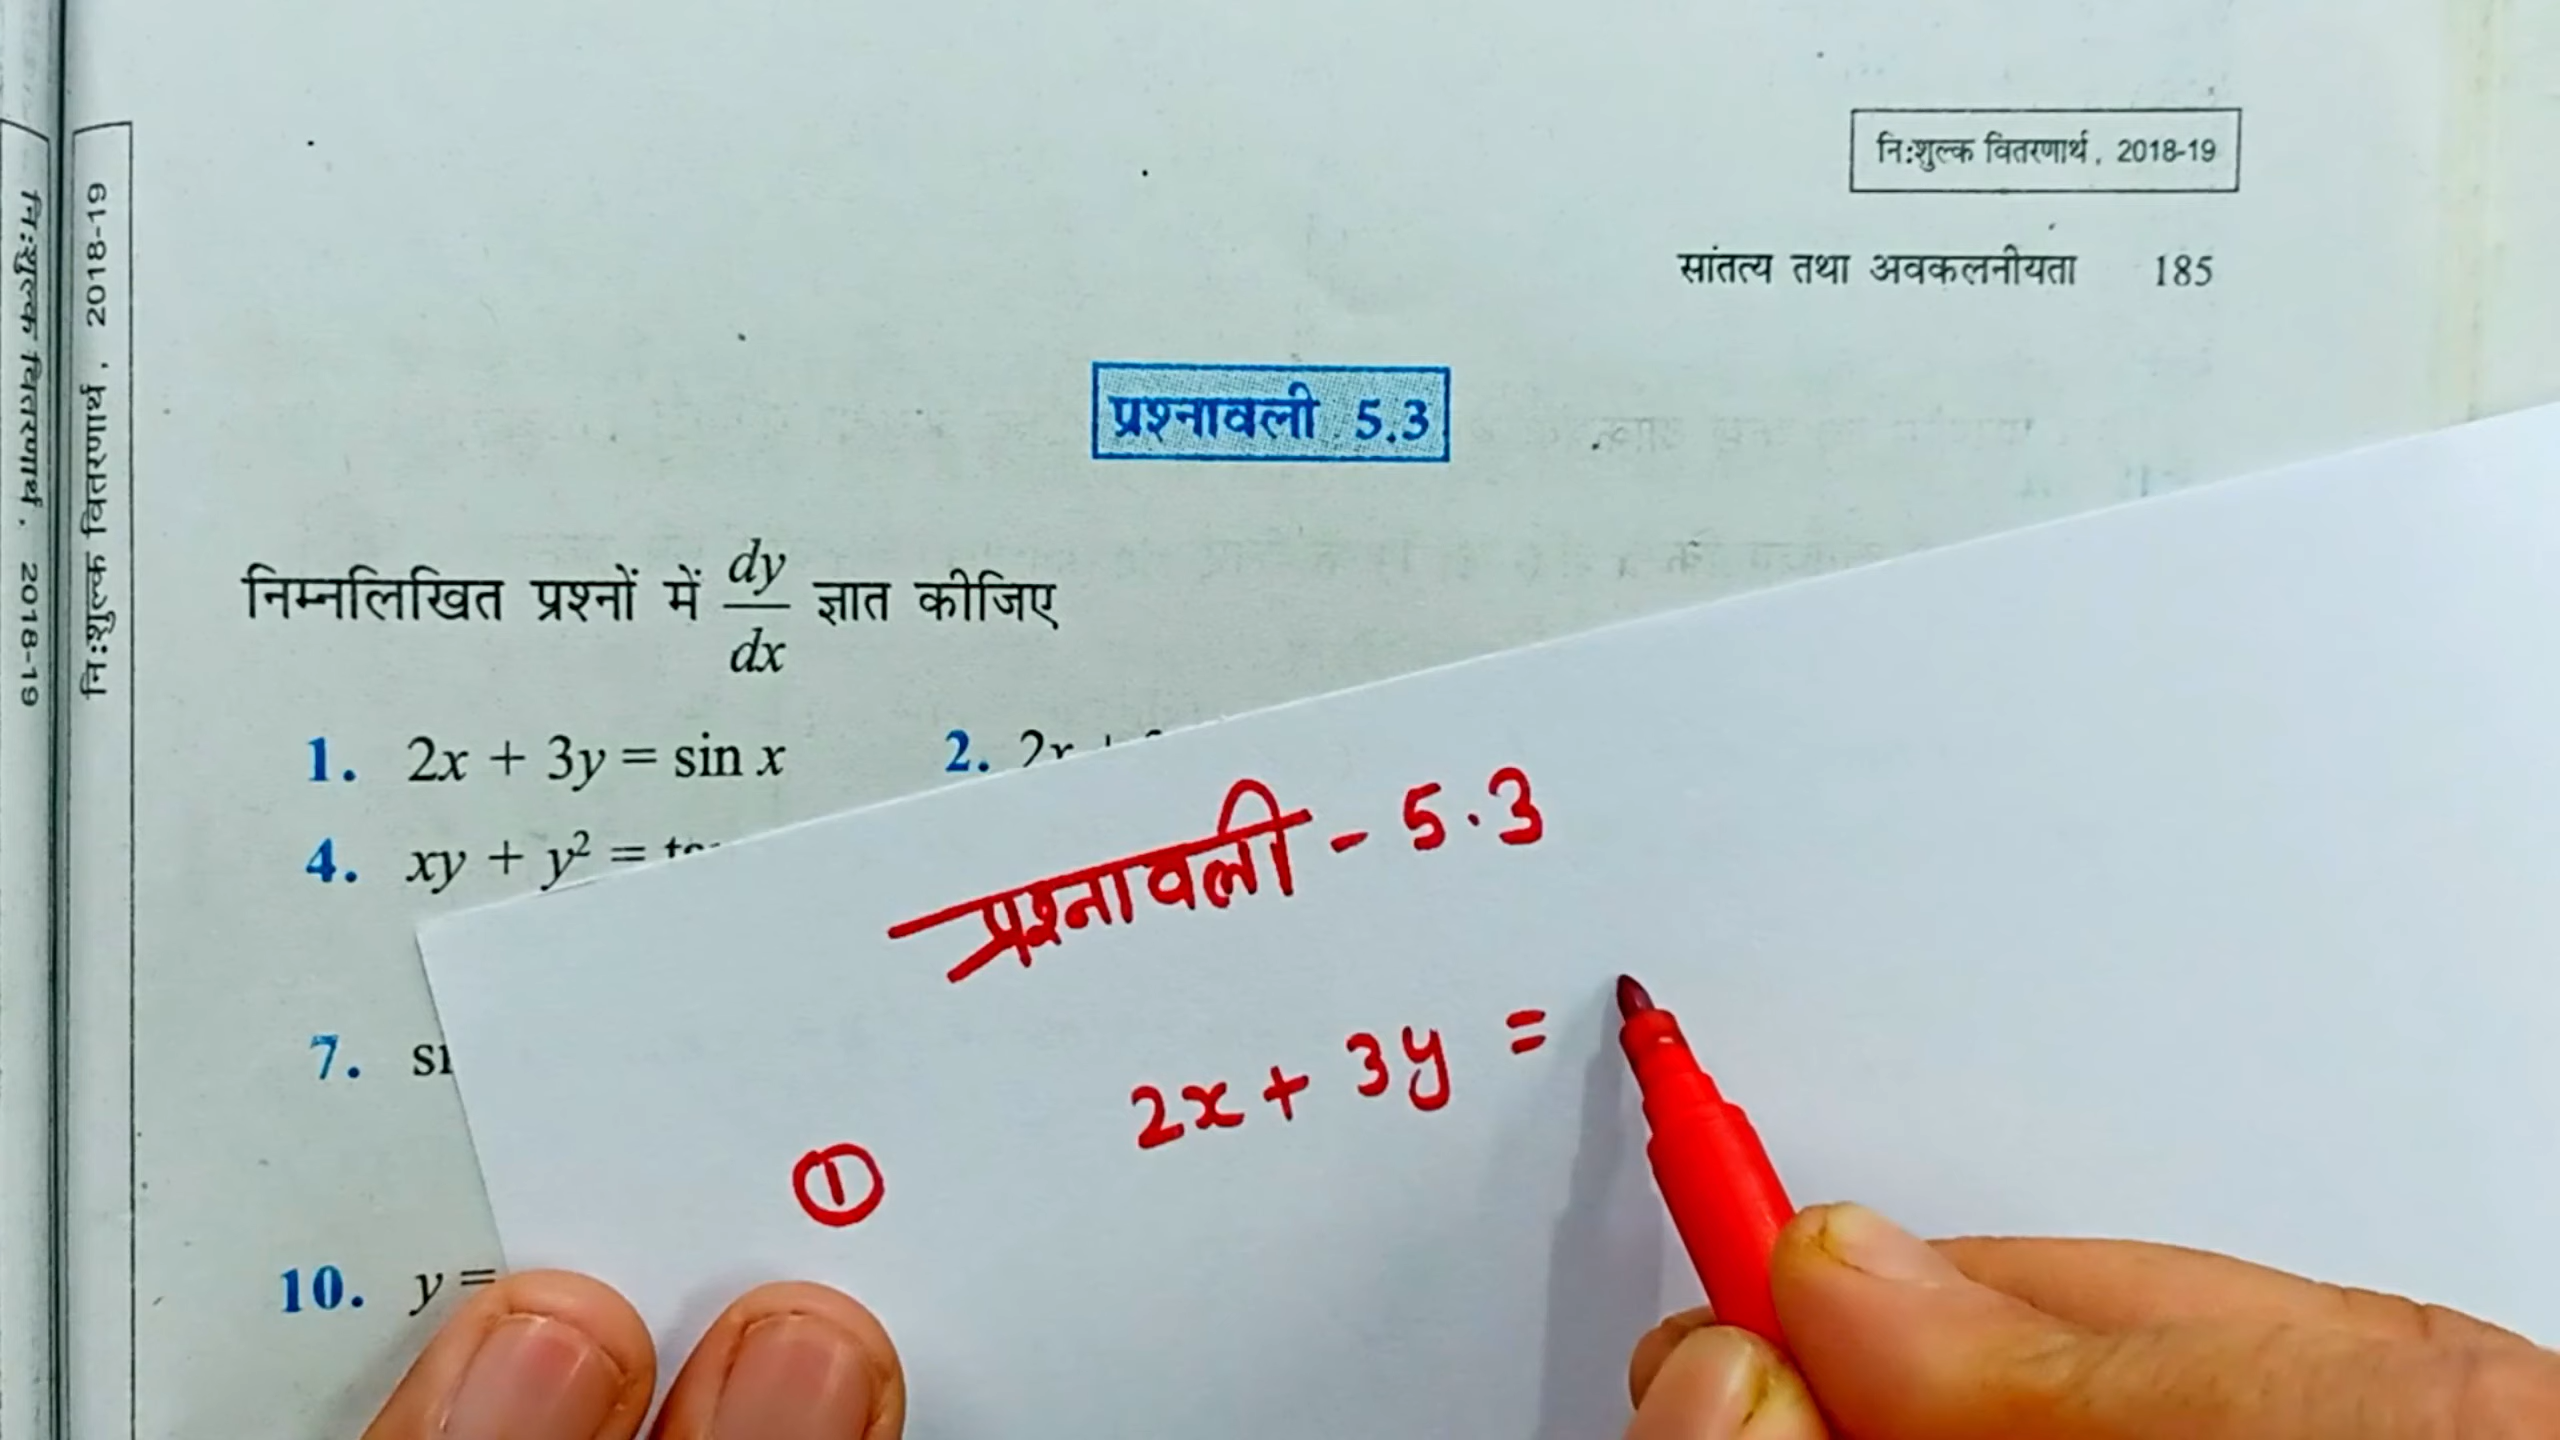 निःशुल्क वितरणार्थ, 2018-19
निःशुल्क वितरणार्थ, 2018-19
निःशुल्क वितरणार्थ, 2018-19
सांतत्य तथा अवकलनीयता 185
प्रश्नावली 5.3
निम्नलिखित प्रश्नों में dy/dx ज्ञात कीजिए
1. 2x + 3y = sin x 2. 2x +
4. xy + y² =
7.
10. y =
प्रश्नावली - 5.3
① 2x + 3y =